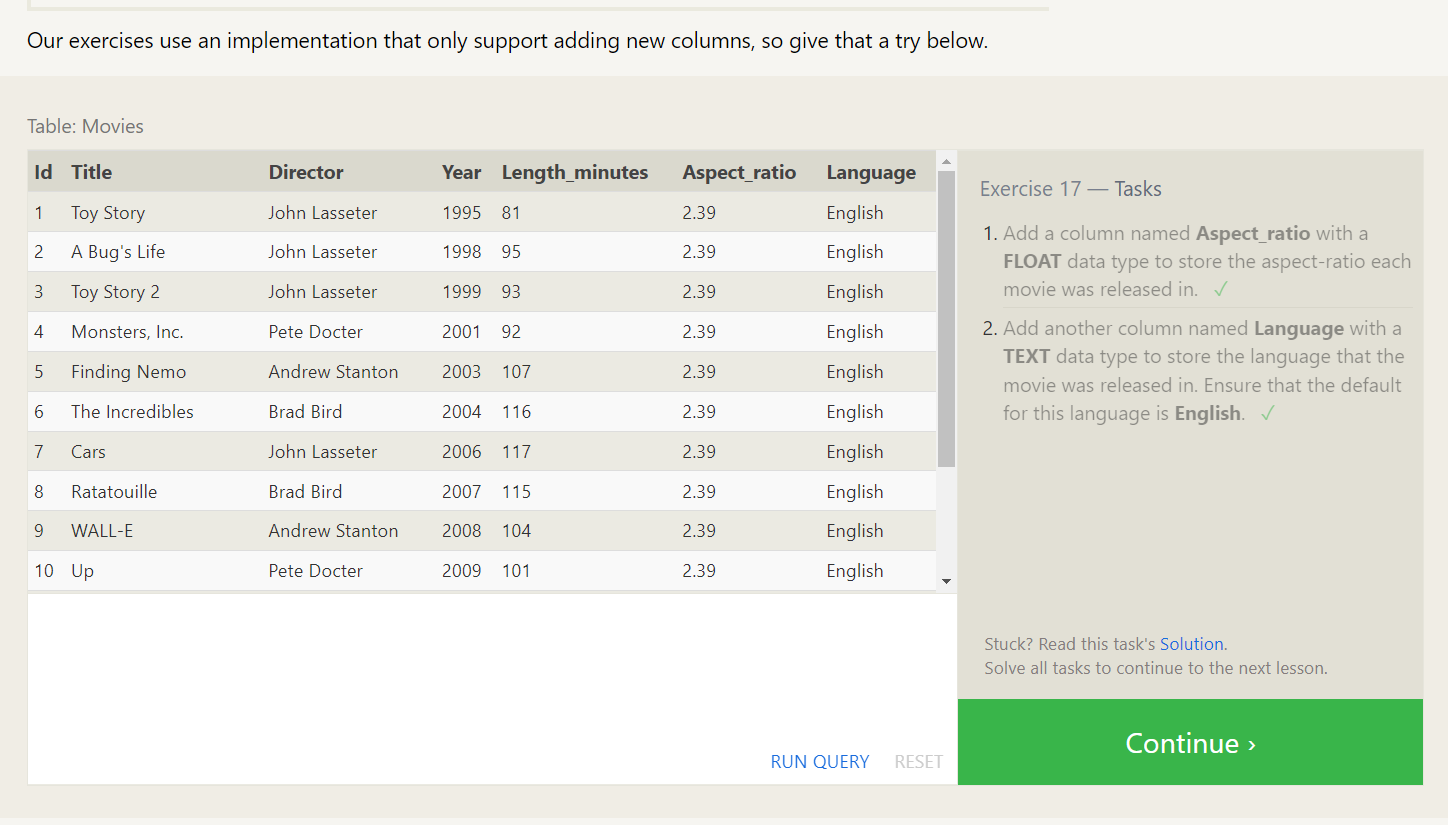 Our exercises use an implementation that only support adding new columns, so give that a try below.
Table: Movies
Id Title Director Year Length_minutes Aspect_ratio Language
1 Toy Story John Lasseter 1995 81 2.39 English
2 A Bug's Life John Lasseter 1998 95 2.39 English
3 Toy Story 2 John Lasseter 1999 93 2.39 English
4 Monsters, Inc. Pete Docter 2001 92 2.39 English
5 Finding Nemo Andrew Stanton 2003 107 2.39 English
6 The Incredibles Brad Bird 2004 116 2.39 English
7 Cars John Lasseter 2006 117 2.39 English
8 Ratatouille Brad Bird 2007 115 2.39 English
9 WALL-E Andrew Stanton 2008 104 2.39 English
10 Up Pete Docter 2009 101 2.39 English
RUN QUERY RESET
Exercise 17 — Tasks
1. Add a column named Aspect_ratio with a
FLOAT data type to store the aspect-ratio each
movie was released in. ✓
2. Add another column named Language with a
TEXT data type to store the language that the
movie was released in. Ensure that the default
for this language is English. ✓
Stuck? Read this task's Solution.
Solve all tasks to continue to the next lesson.
Continue ›